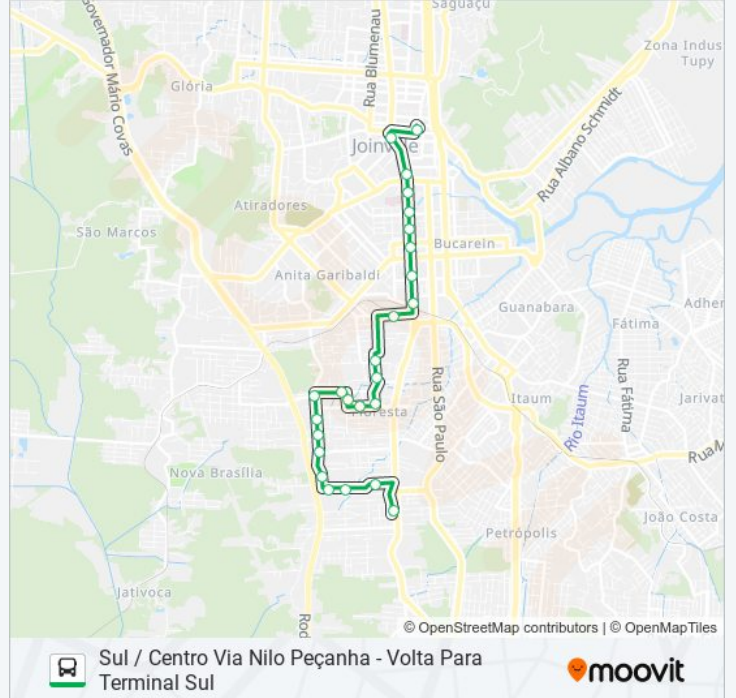 Saguaçu
Governador Mário Covas
Rua Blumenau
Zona Indus
Tupy
Glória
Rua Albano Schmidt
Joinville
Atiradores
São Marcos
Bucarein
Anita Garibaldi
Guanabara
Adher
Fátima
Rua São Paulo
Rua Fátima
Itaum
Jarivat
Floresta
Rio Itaum
RuaM
Nova Brasília
João Costa
Petrópolis
Jativoca
Rod
© OpenStreetMap contributors | © OpenMapTiles
Sul / Centro Via Nilo Peçanha - Volta Para
Terminal Sul
moovit